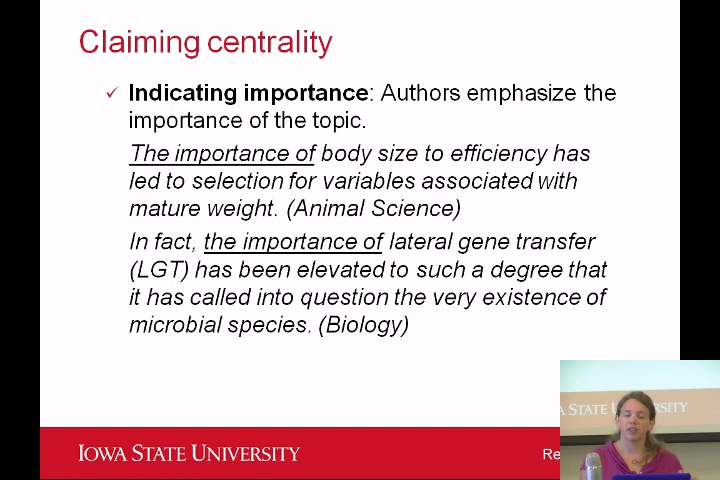 Claiming centrality
✓ Indicating importance: Authors emphasize the
importance of the topic.
The importance of body size to efficiency has
led to selection for variables associated with
mature weight. (Animal Science)
In fact, the importance of lateral gene transfer
(LGT) has been elevated to such a degree that
it has called into question the very existence of
microbial species. (Biology)
IOWA STATE UNIVERSITY
Re
A STATE UNIVERSITY